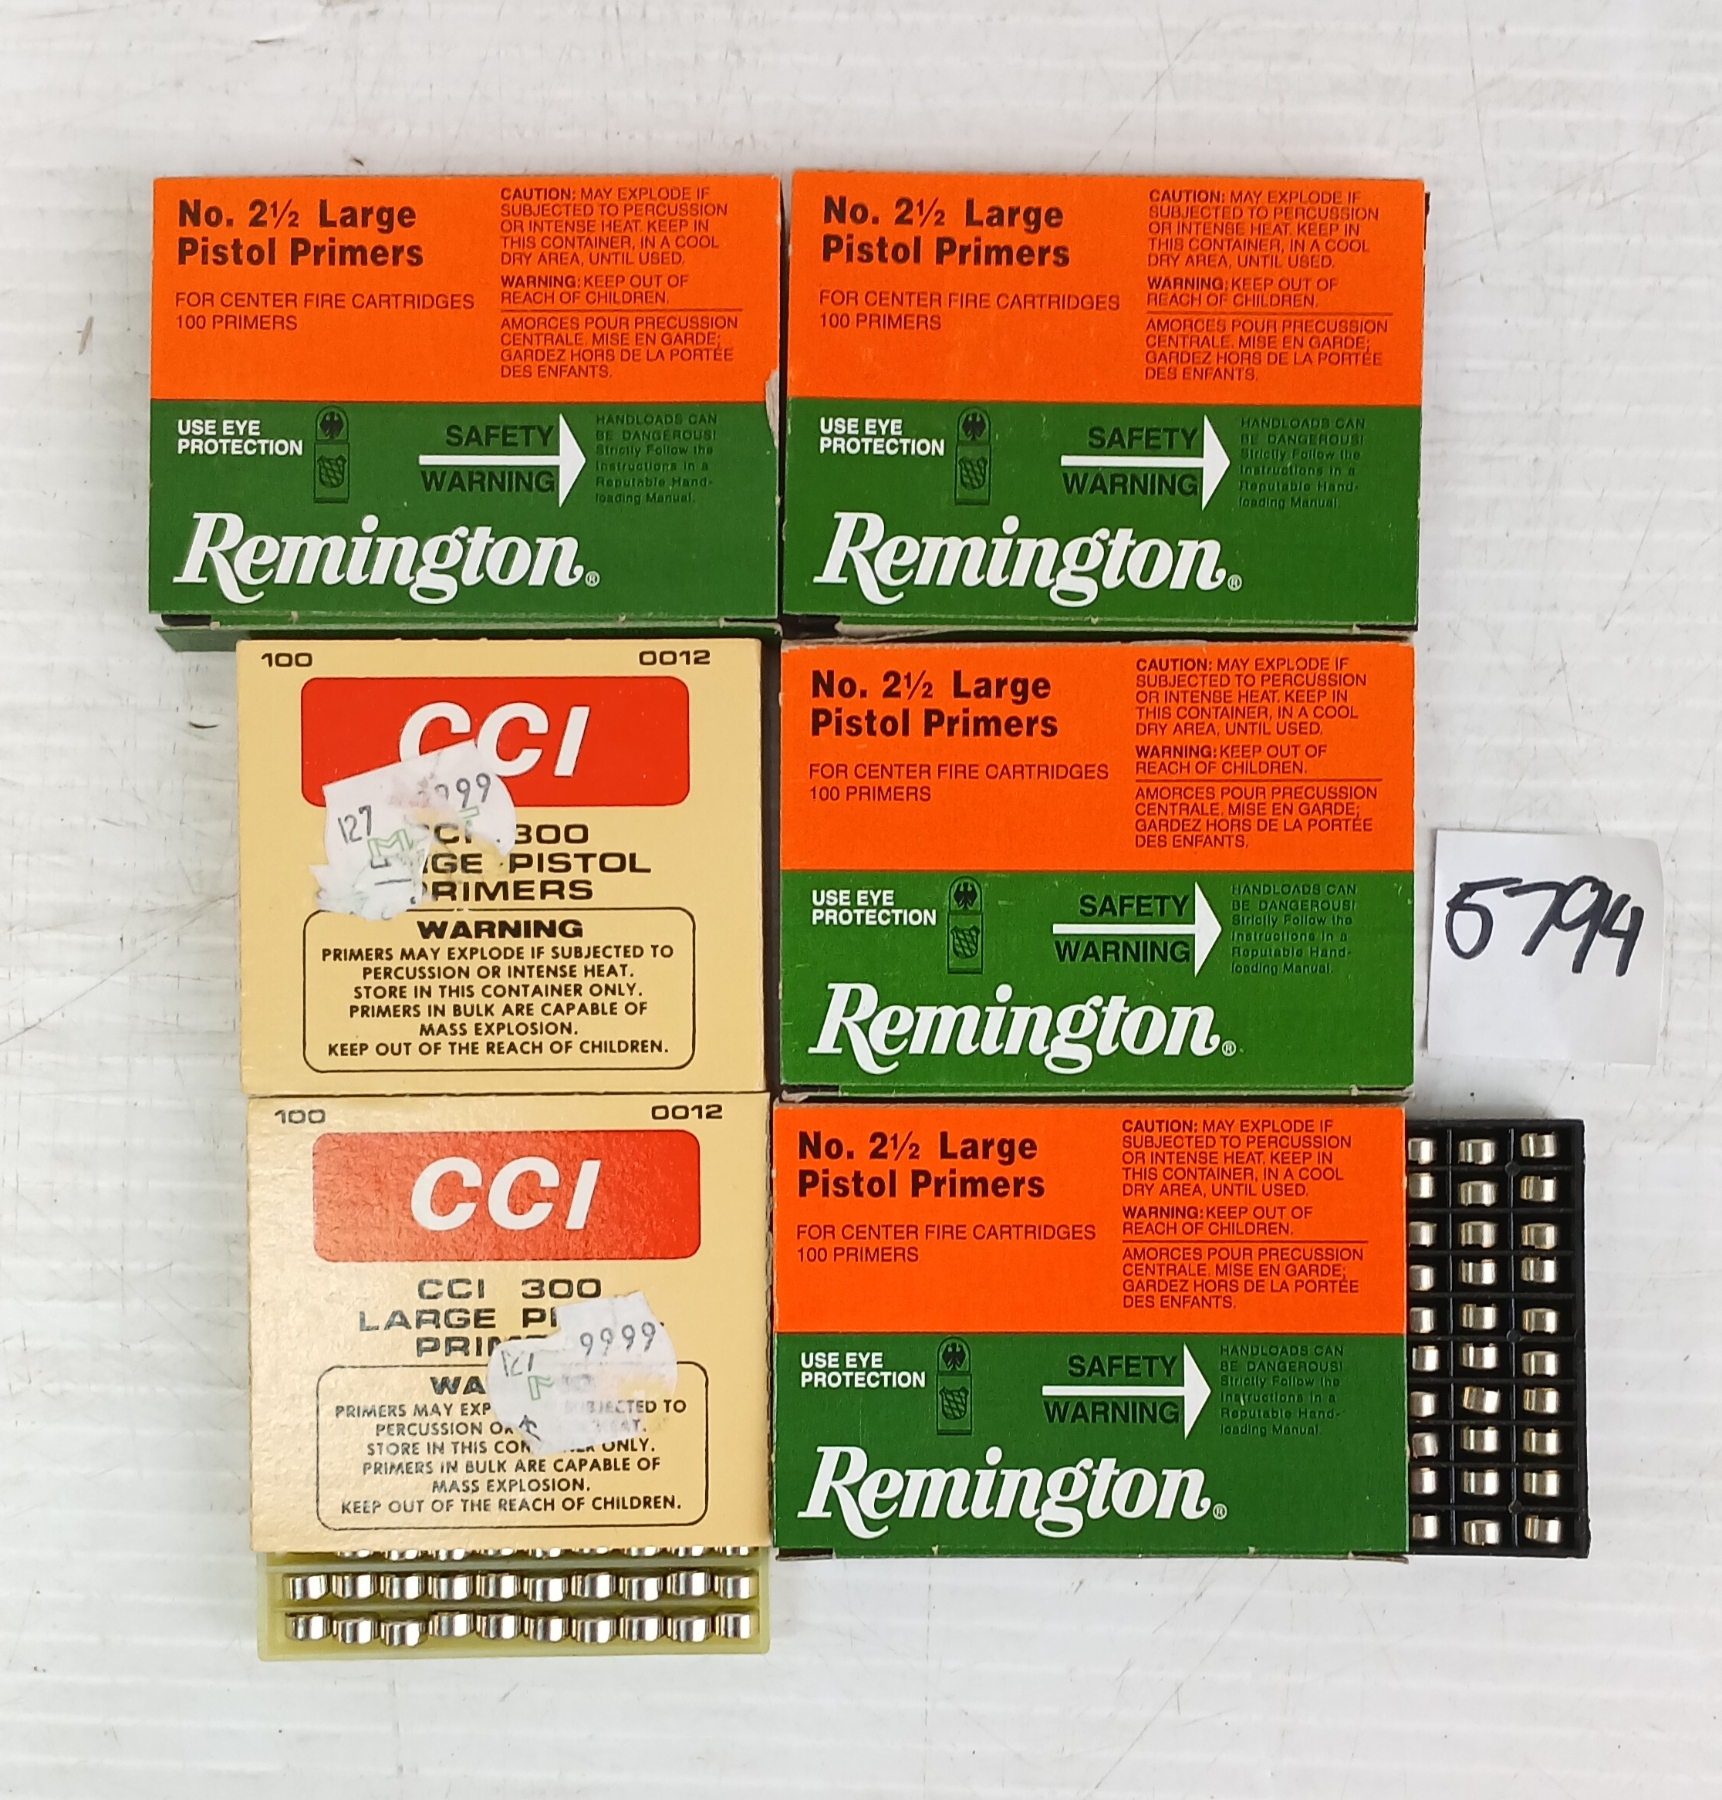 No. 2½ Large
Pistol Primers
FOR CENTER FIRE CARTRIDGES
100 PRIMERS
CAUTION: MAY EXPLODE IF
SUBJECTED TO PERCUSSION
OR INTENSE HEAT. KEEP IN
THIS CONTAINER, IN A COOL
DRY AREA, UNTIL USED.
WARNING: KEEP OUT OF
REACH OF CHILDREN.
AMORCES POUR PRECUSSION
CENTRALE. MISE EN GARDE;
GARDEZ HORS DE LA PORTÉE
DES ENFANTS.
USE EYE
PROTECTION
SAFETY
WARNING
HANDLOADS CAN
BE DANGEROUS!
Strictly Follow the
Instructions in a
Reputable Hand-
loading Manual.
Remington®
No. 2½ Large
Pistol Primers
FOR CENTER FIRE CARTRIDGES
100 PRIMERS
CAUTION: MAY EXPLODE IF
SUBJECTED TO PERCUSSION
OR INTENSE HEAT. KEEP IN
THIS CONTAINER, IN A COOL
DRY AREA, UNTIL USED.
WARNING: KEEP OUT OF
REACH OF CHILDREN.
AMORCES POUR PRECUSSION
CENTRALE. MISE EN GARDE;
GARDEZ HORS DE LA PORTÉE
DES ENFANTS.
USE EYE
PROTECTION
SAFETY
WARNING
HANDLOADS CAN
BE DANGEROUS!
Strictly Follow the
Instructions in a
Reputable Hand-
loading Manual.
Remington®
100 0012
CCI
127
300
PISTOL
WARNING
PRIMERS MAY EXPLODE IF SUBJECTED TO
PERCUSSION OR INTENSE HEAT.
STORE IN THIS CONTAINER ONLY.
PRIMERS IN BULK ARE CAPABLE OF
MASS EXPLOSION.
KEEP OUT OF THE REACH OF CHILDREN.
No. 2½ Large
Pistol Primers
FOR CENTER FIRE CARTRIDGES
100 PRIMERS
CAUTION: MAY EXPLODE IF
SUBJECTED TO PERCUSSION
OR INTENSE HEAT. KEEP IN
THIS CONTAINER, IN A COOL
DRY AREA, UNTIL USED.
WARNING: KEEP OUT OF
REACH OF CHILDREN.
AMORCES POUR PRECUSSION
CENTRALE. MISE EN GARDE;
GARDEZ HORS DE LA PORTÉE
DES ENFANTS.
USE EYE
PROTECTION
SAFETY
WARNING
HANDLOADS CAN
BE DANGEROUS!
Strictly Follow the
Instructions in a
Reputable Hand-
loading Manual.
Remington®
5794
100 0012
CCI
CCI 300
LARGE
9999
PRIMERS MAY TO
PERCUSSION
STORE IN THIS ONLY.
PRIMERS IN BULK ARE CAPABLE OF
MASS EXPLOSION.
KEEP OUT OF THE REACH OF CHILDREN.
No. 2½ Large
Pistol Primers
FOR CENTER FIRE CARTRIDGES
100 PRIMERS
CAUTION: MAY EXPLODE IF
SUBJECTED TO PERCUSSION
OR INTENSE HEAT. KEEP IN
THIS CONTAINER, IN A COOL
DRY AREA, UNTIL USED.
WARNING: KEEP OUT OF
REACH OF CHILDREN.
AMORCES POUR PRECUSSION
CENTRALE. MISE EN GARDE;
GARDEZ HORS DE LA PORTÉE
DES ENFANTS.
USE EYE
PROTECTION
SAFETY
WARNING
HANDLOADS CAN
BE DANGEROUS!
Strictly Follow the
Instructions in a
Reputable Hand-
loading Manual.
Remington®